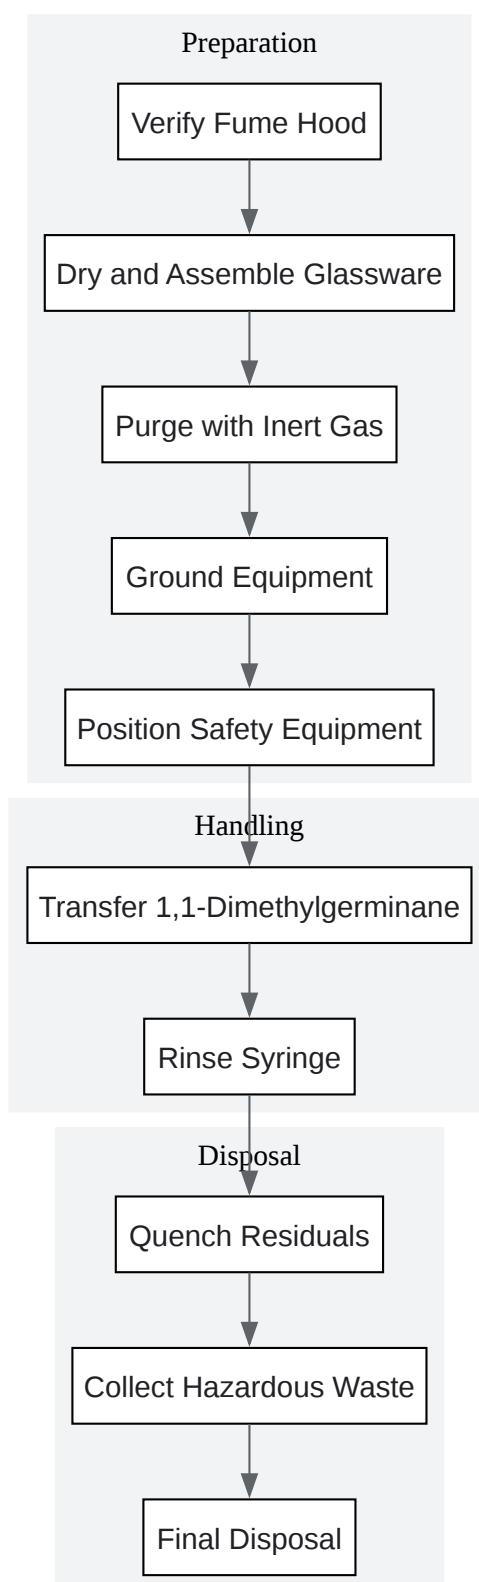 Preparation
Verify Fume Hood
Dry and Assemble Glassware
Purge with Inert Gas
Ground Equipment
Position Safety Equipment
Handling
Transfer 1,1-Dimethylgerminane
Rinse Syringe
Disposal
Quench Residuals
Collect Hazardous Waste
Final Disposal